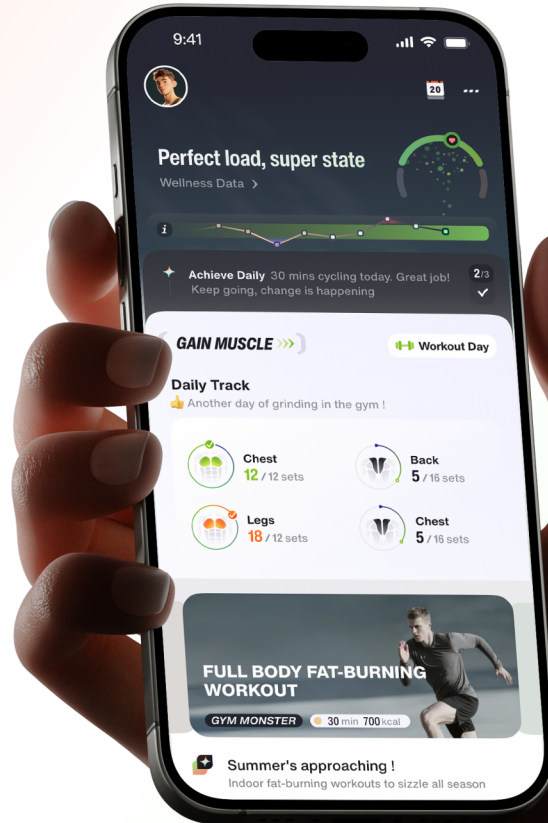 9:41
20
Perfect load, super state
Wellness Data >
i
Achieve Daily 30 mins cycling today. Great job!
Keep going, change is happening
2/3
GAIN MUSCLE
Workout Day
Daily Track
👍 Another day of grinding in the gym !
Chest
12 / 12 sets
Back
5 / 16 sets
Legs
18 / 12 sets
Chest
5 / 16 sets
FULL BODY FAT-BURNING
WORKOUT
GYM MONSTER
30 min 700 kcal
Summer's approaching !
Indoor fat-burning workouts to sizzle all season